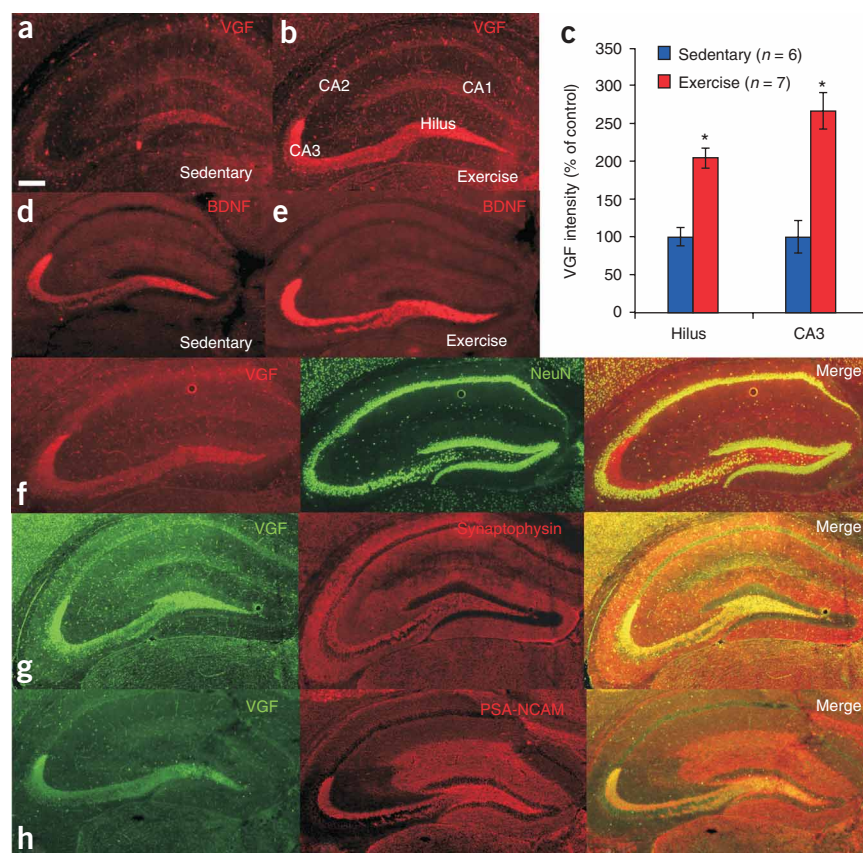 a
VGF
Sedentary
b
VGF
CA2
CA1
Hilus
CA3
Exercise
c
350
300
250
200
150
100
50
0
VGF intensity (% of control)
Sedentary (n = 6)
Exercise (n = 7)
*
*
Hilus
CA3
d
BDNF
Sedentary
e
BDNF
Exercise
f
VGF
NeuN
Merge
g
VGF
Synaptophysin
Merge
h
VGF
PSA-NCAM
Merge